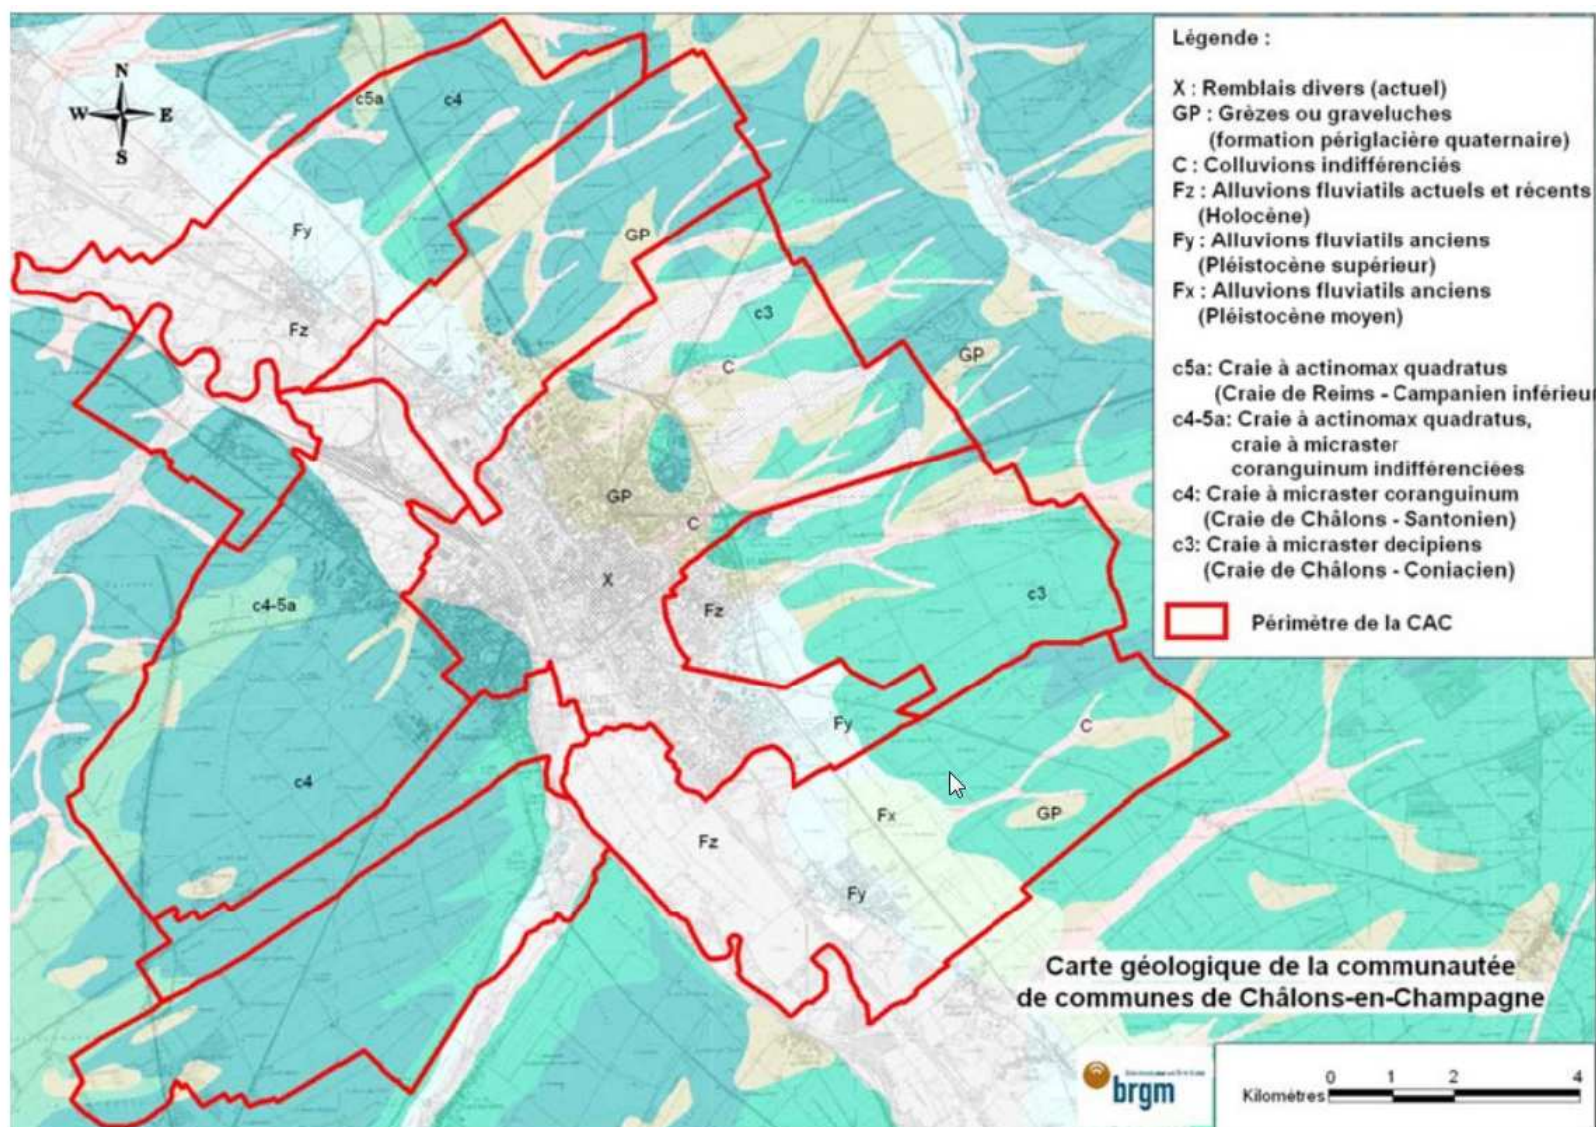 N
W E
S
c5a
c4
Fy
GP
Fz
c3
C
GP
GP
C
X
Fz
c3
c4-5a
Fy
C
c4
Fx
GP
Fz
Fy
Légende :
X : Remblais divers (actuel)
GP : Grèzes ou graveluches
(formation périglacière quaternaire)
C : Colluvions indifférenciés
Fz : Alluvions fluviatils actuels et récents
(Holocène)
Fy : Alluvions fluviatils anciens
(Pléistocène supérieur)
Fx : Alluvions fluviatils anciens
(Pléistocène moyen)
c5a: Craie à actinomax quadratus
(Craie de Reims - Campanien inférieur
c4-5a: Craie à actinomax quadratus,
craie à micraster
coranguinum indifférenciées
c4: Craie à micraster coranguinum
(Craie de Châlons - Santonien)
c3: Craie à micraster decipiens
(Craie de Châlons - Coniacien)
Périmètre de la CAC
Carte géologique de la communautée
de communes de Châlons-en-Champagne
brgm
0 1 2 4
Kilomètres